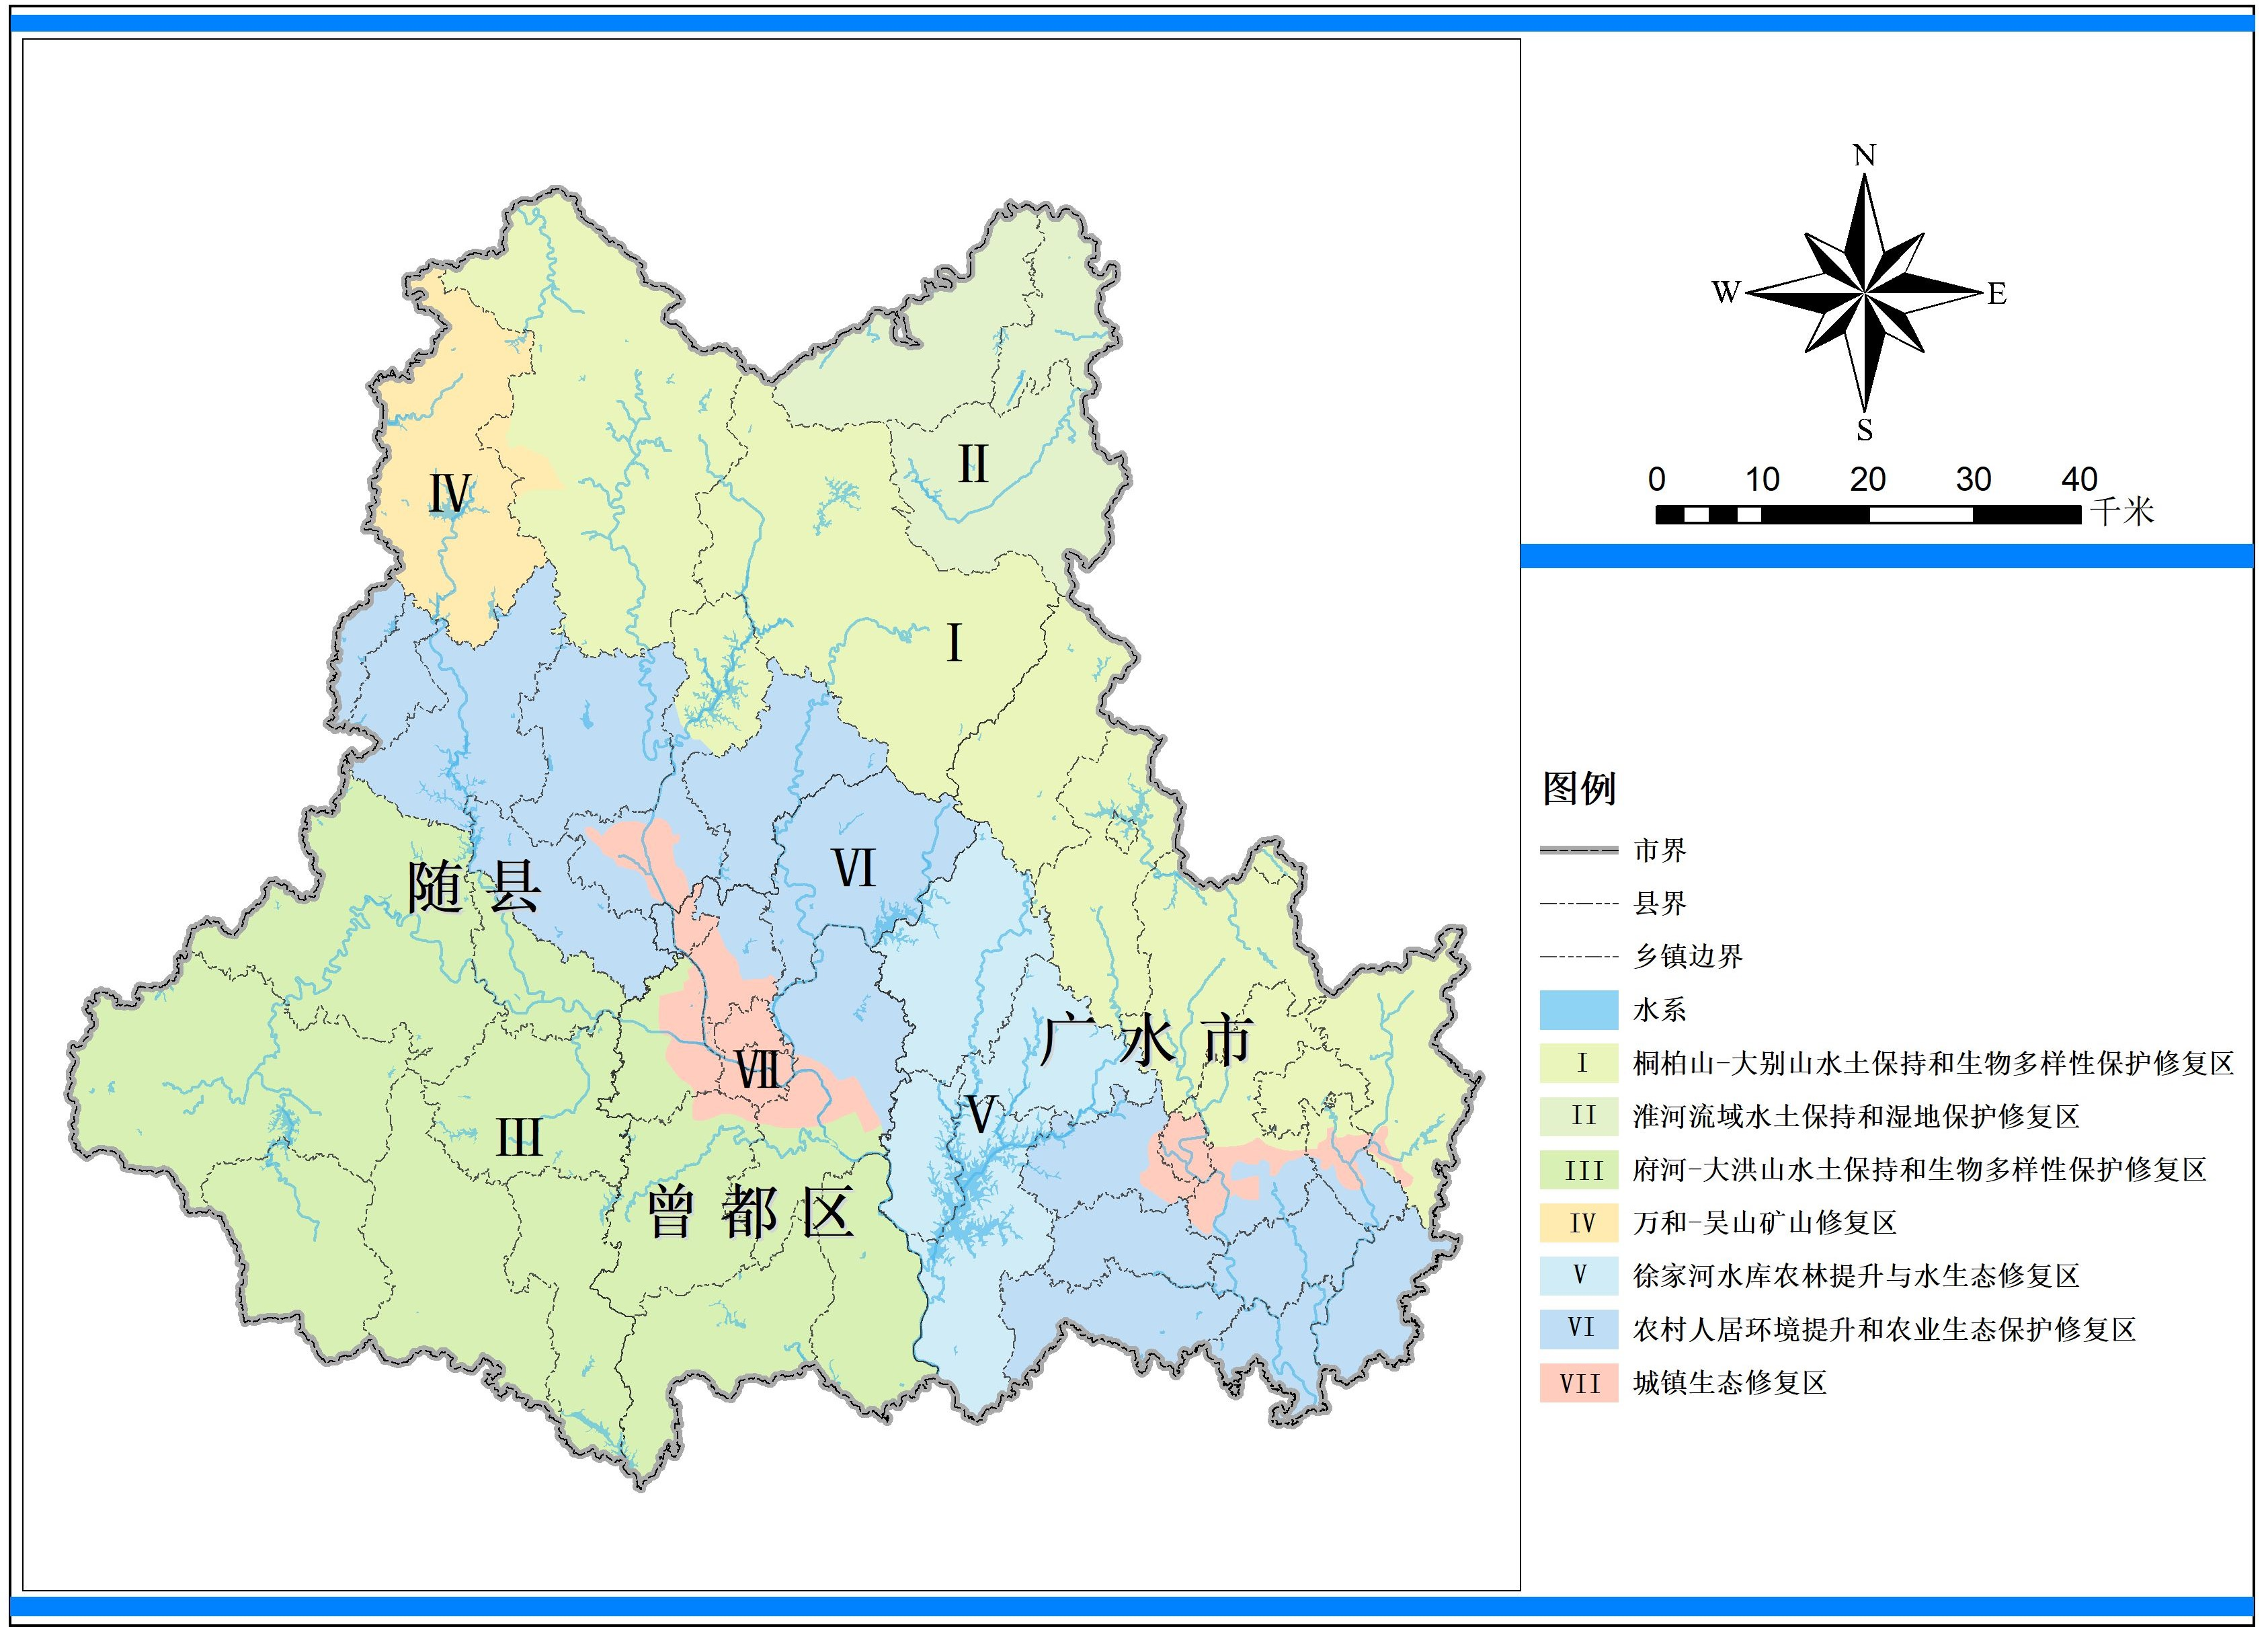 N
W
E
S
0 10 20 30 40
千米
II
IV
I
VI
随县
广水市
VII
V
III
曾都区
图例
市界
县界
乡镇边界
水系
I 桐柏山-大别山水土保持和生物多样性保护修复区
II 淮河流域水土保持和湿地保护修复区
III 府河-大洪山水土保持和生物多样性保护修复区
IV 万和-吴山矿山修复区
V 徐家河水库农林提升与水生态修复区
VI 农村人居环境提升和农业生态保护修复区
VII 城镇生态修复区